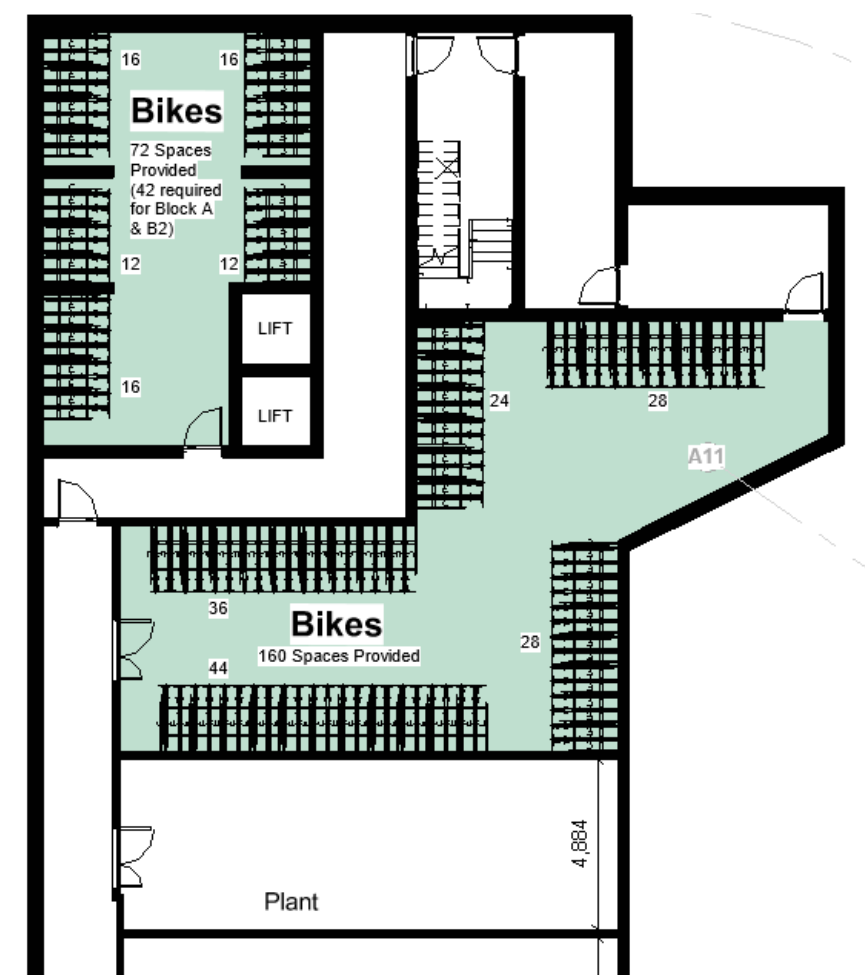 16
16
Bikes
72 Spaces
Provided
(42 required
for Block A
& B2)
12
12
LIFT
16
LIFT
24
28
A11
36
Bikes
160 Spaces Provided
28
44
4,884
Plant